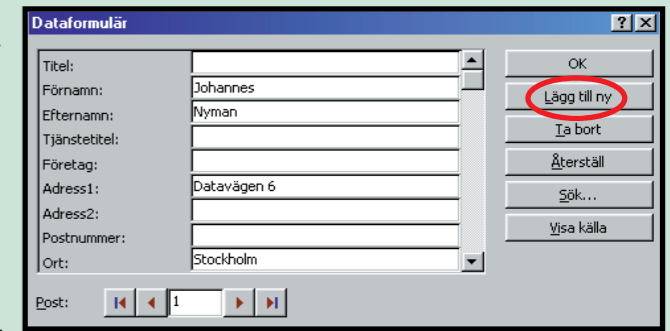 Dataformulär
Titel:
Förnamn: Johannes
Efternamn: Nyman
Tjänstetitel:
Företag:
Adress1: Datavägen 6
Adress2:
Postnummer:
Ort: Stockholm
Post: 1
OK
Lägg till ny
Ta bort
Återställ
Sök...
Visa källa